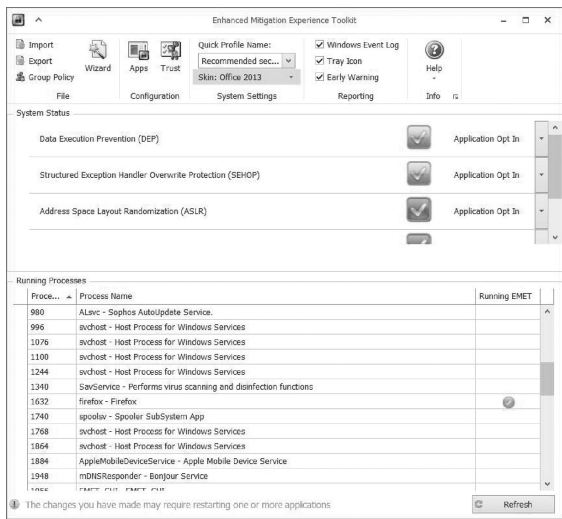 Enhanced Mitigation Experience Toolkit
Import
Export
Group Policy
Wizard
File
Apps
Trust
Configuration
Quick Profile Name:
Recommended sec...
Skin: Office 2013
System Settings
Windows Event Log
Tray Icon
Early Warning
Reporting
Help
Info
System Status
Data Execution Prevention (DEP) Application Opt In
Structured Exception Handler Overwrite Protection (SEHOP) Application Opt In
Address Space Layout Randomization (ASLR) Application Opt In
Running Processes
Proce... Process Name Running EMET
980 ALsvc - Sophos AutoUpdate Service.
996 svchost - Host Process for Windows Services
1076 svchost - Host Process for Windows Services
1100 svchost - Host Process for Windows Services
1244 svchost - Host Process for Windows Services
1340 SavService - Performs virus scanning and disinfection functions
1632 firefox - Firefox
1740 spoolsv - Spooler SubSystem App
1768 svchost - Host Process for Windows Services
1864 svchost - Host Process for Windows Services
1884 AppleMobileDeviceService - Apple Mobile Device Service
1948 mDNSResponder - Bonjour Service
EMET_GUI - EMET_GUI
The changes you have made may require restarting one or more applications
Refresh